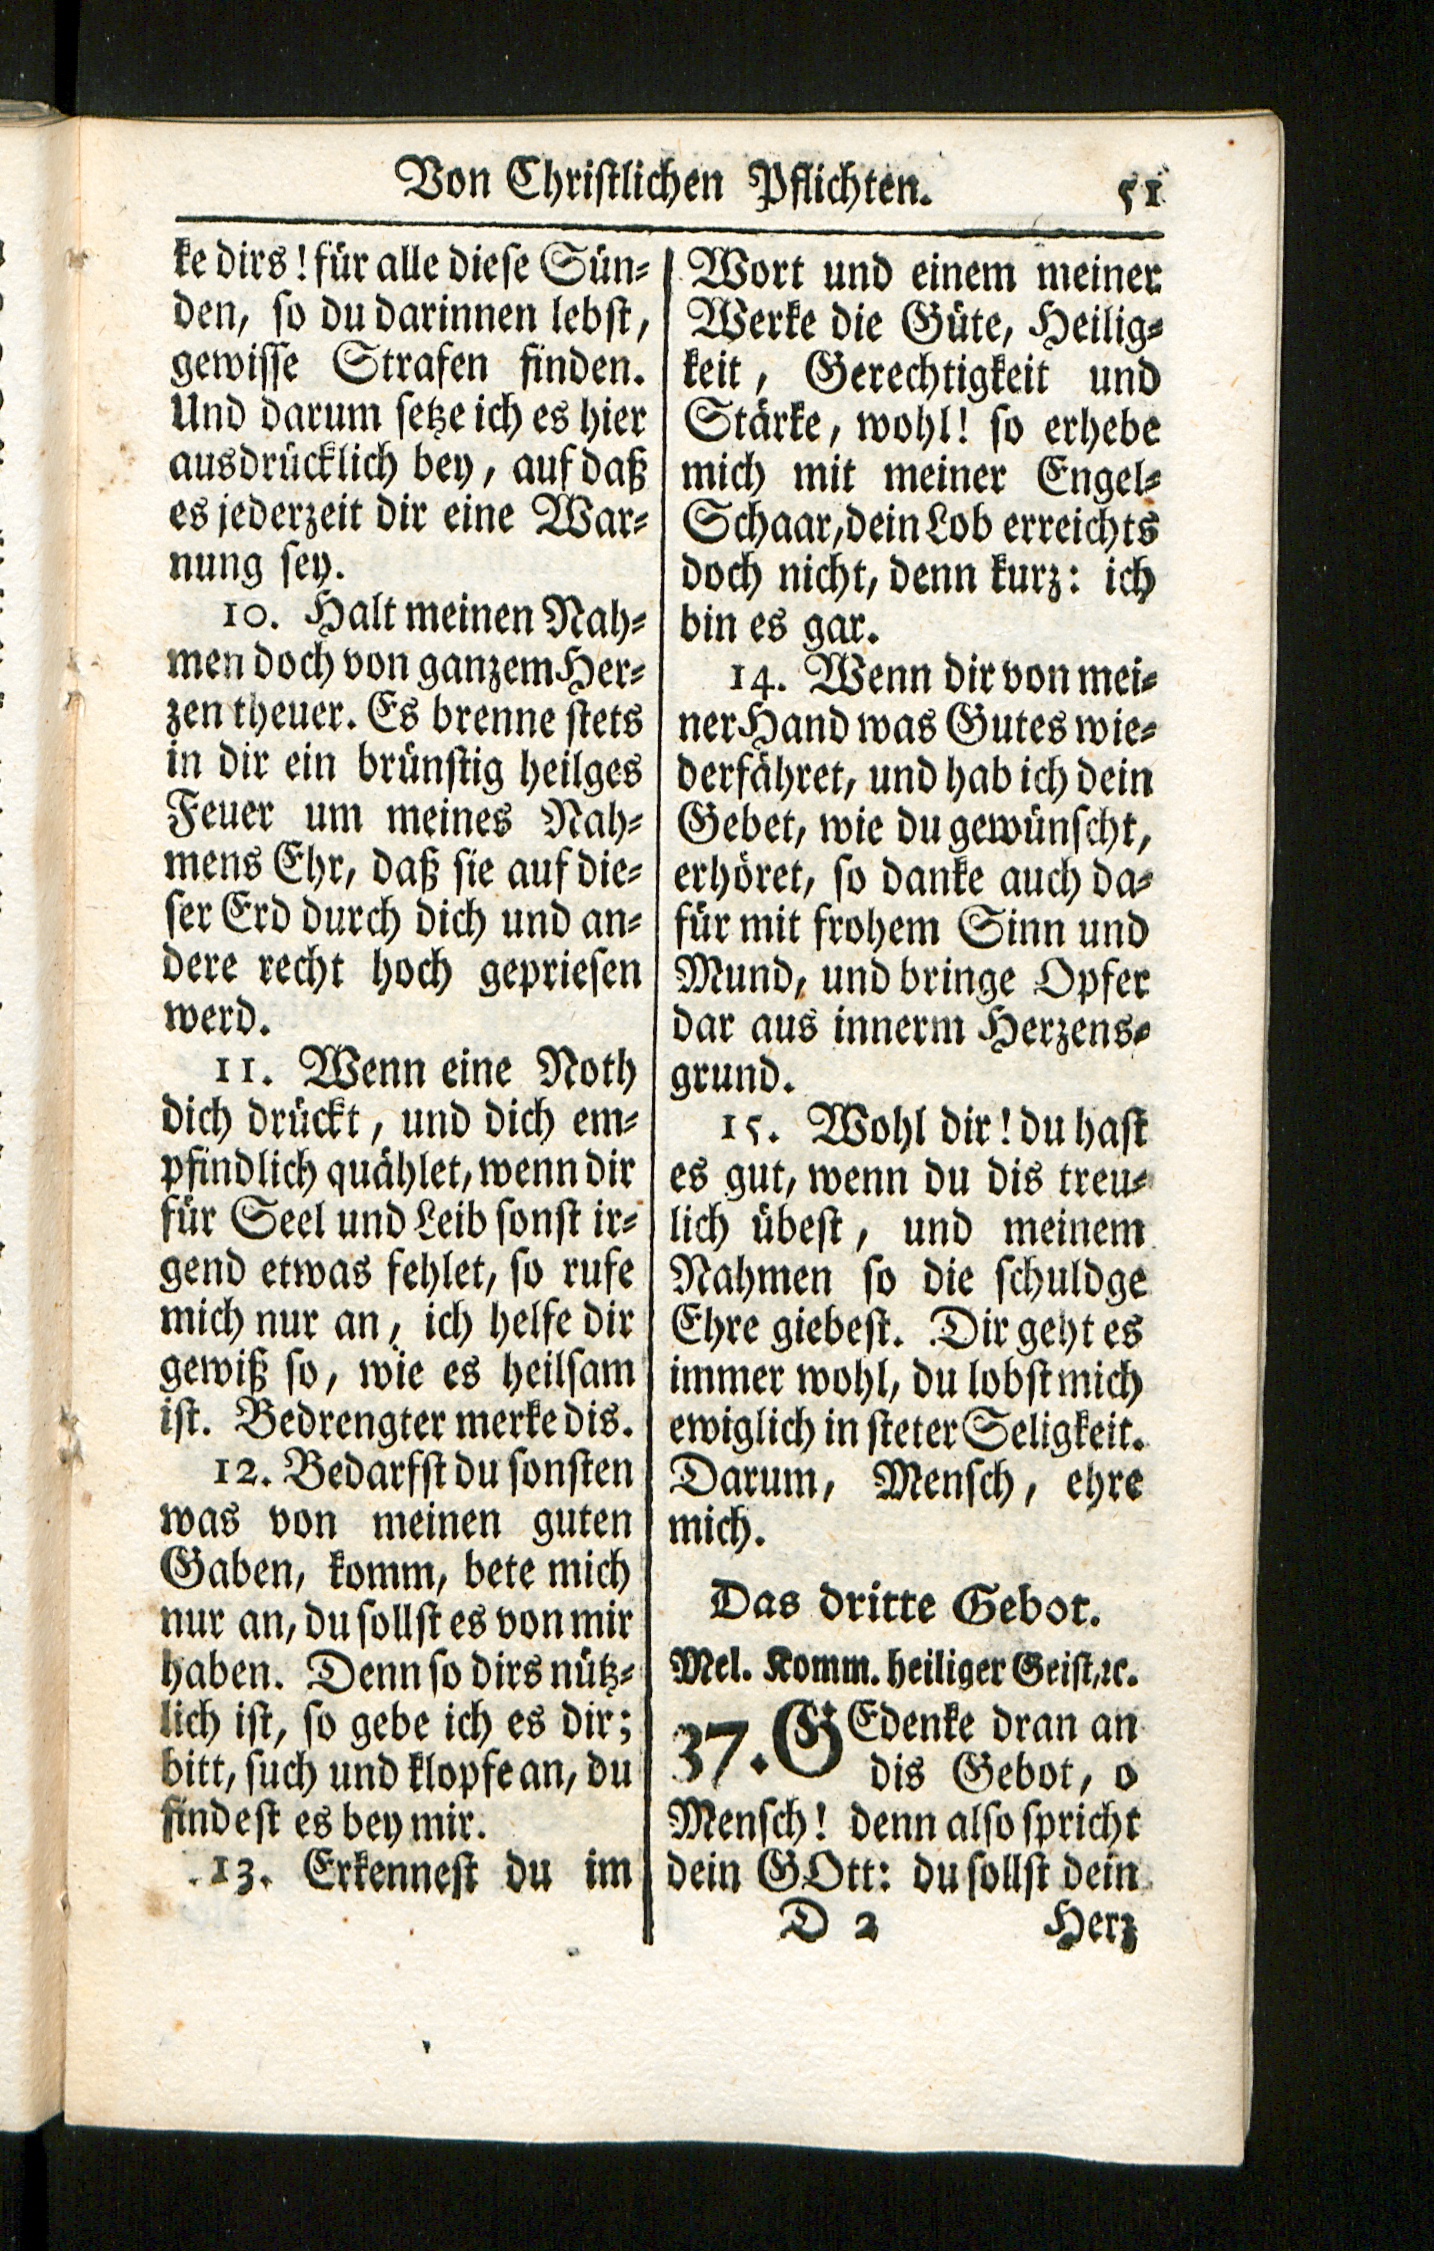 Von Christlichen Pflichten. 51
ke dirs! für alle diese Sün-
den, so du darinnen lebst,
gewisse Strafen finden.
Und darum setze ich es hier
ausdrücklich bey, auf daß
es jederzeit dir eine War-
nung sey.
10. Halt meinen Nah-
men doch von ganzem Her-
zen theuer. Es brenne stets
in dir ein brünstig heilges
Feuer um meines Nah-
mens Ehr, daß sie auf die-
ser Erd durch dich und an-
dere recht hoch gepriesen
werd.
11. Wenn eine Noth
dich drückt, und dich em-
pfindlich quählet, wenn dir
für Seel und Leib sonst ir-
gend etwas fehlet, so rufe
mich nur an, ich helfe dir
gewiß so, wie es heilsam
ist. Bedrengter merke dis.
12. Bedarfst du sonsten
was von meinen guten
Gaben, komm, bete mich
nur an, du sollst es von mir
haben. Denn so dirs nütz-
lich ist, so gebe ich es dir;
bitt, such und klopfe an, du
findest es bey mir.
13. Erkennest du im
Wort und einem meiner
Werke die Güte, Heilig-
keit, Gerechtigkeit und
Stärke, wohl! so erhebe
mich mit meiner Engel-
Schaar, dein Lob erreichts
doch nicht, denn kurz: ich
bin es gar.
14. Wenn dir von mei-
ner Hand was Gutes wie-
derfähret, und hab ich dein
Gebet, wie du gewünscht,
erhöret, so danke auch da-
für mit frohem Sinn und
Mund, und bringe Opfer
dar aus innerm Herzens-
grund.
15. Wohl dir! du hast
es gut, wenn du dis treu-
lich übest, und meinem
Nahmen so die schuldge
Ehre giebest. Dir geht es
immer wohl, du lobst mich
ewiglich in steter Seligkeit.
Darum, Mensch, ehre
mich.
Das dritte Gebot.
Mel. Komm. heiliger Geist, ꝛc.
37. GEdenke dran an
dis Gebot, o
Mensch! denn also spricht
dein GOtt: du sollst dein
D 2 Herz